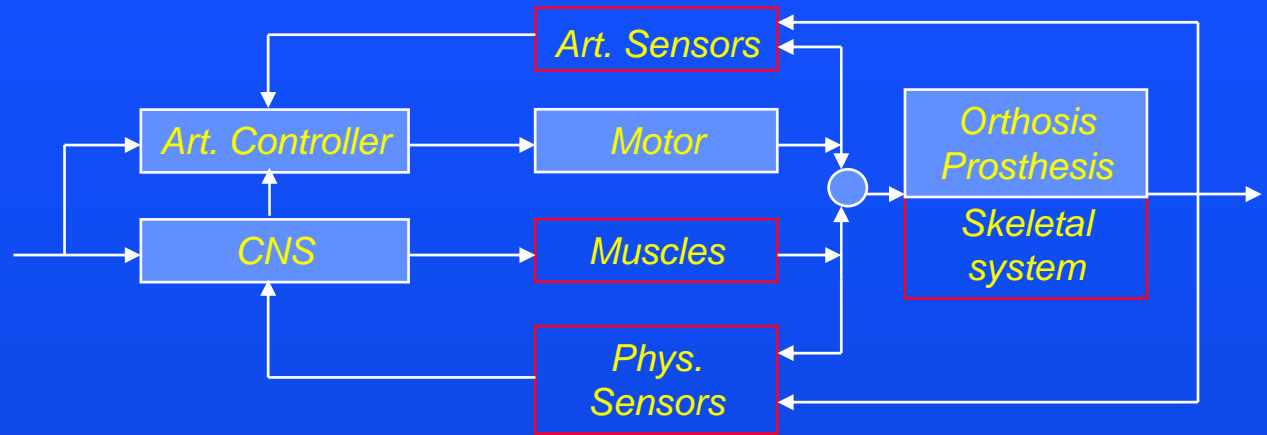 Art. Sensors
Art. Controller
Motor
Orthosis
Prosthesis
CNS
Muscles
Skeletal
system
Phys.
Sensors